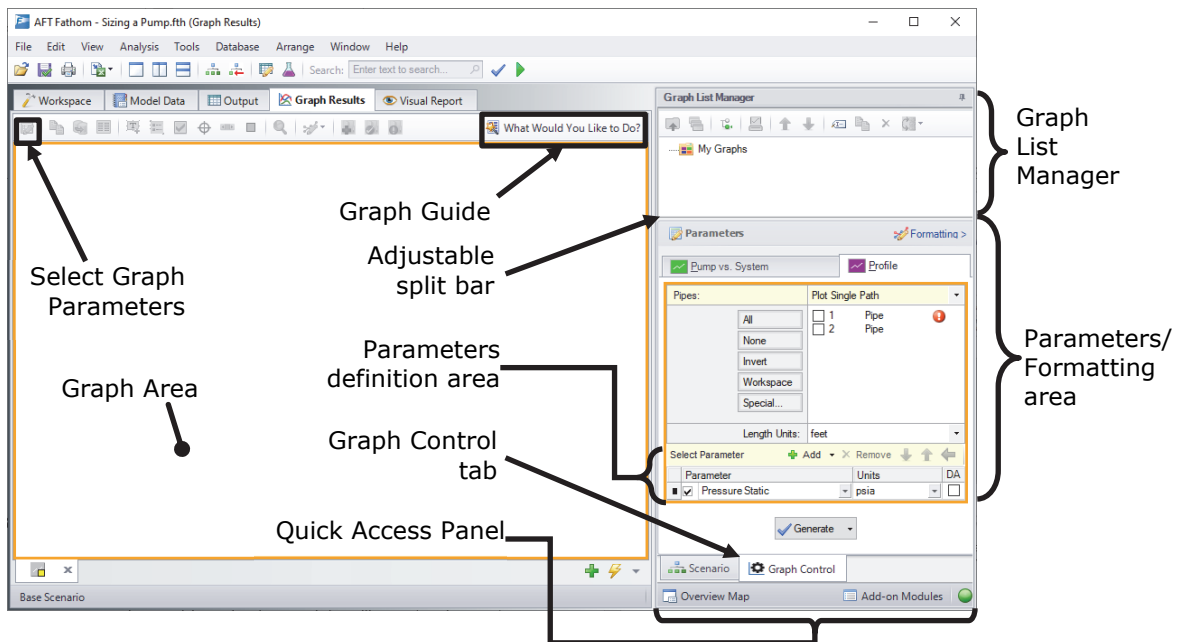 AFT Fathom - Sizing a Pump.fth (Graph Results)
File Edit View Analysis Tools Database Arrange Window Help
Search: Enter text to search...
Workspace Model Data Output Graph Results Visual Report
What Would You Like to Do?
Graph List Manager
My Graphs
Graph
List
Manager
Graph Guide
Adjustable
split bar
Select Graph
Parameters
Parameters
definition area
Graph Area
Graph Control
tab
Quick Access Panel
Parameters Formatting >
Pump vs. System Profile
Pipes: Plot Single Path
All
None
Invert
Workspace
Special...
1 Pipe
2 Pipe
Length Units: feet
Select Parameter Add Remove
Parameter Units DA
Pressure Static psia
Generate
Parameters/
Formatting
area
Scenario Graph Control
Overview Map Add-on Modules
Base Scenario